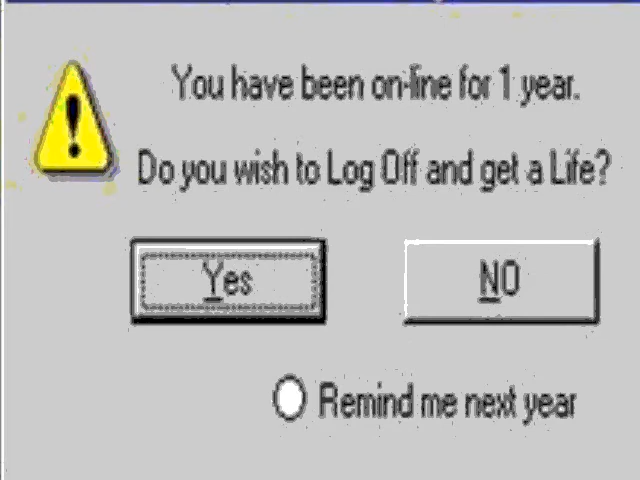 You have been on-line for 1 year.
Do you wish to Log Off and get a Life?
Yes
NO
Remind me next year